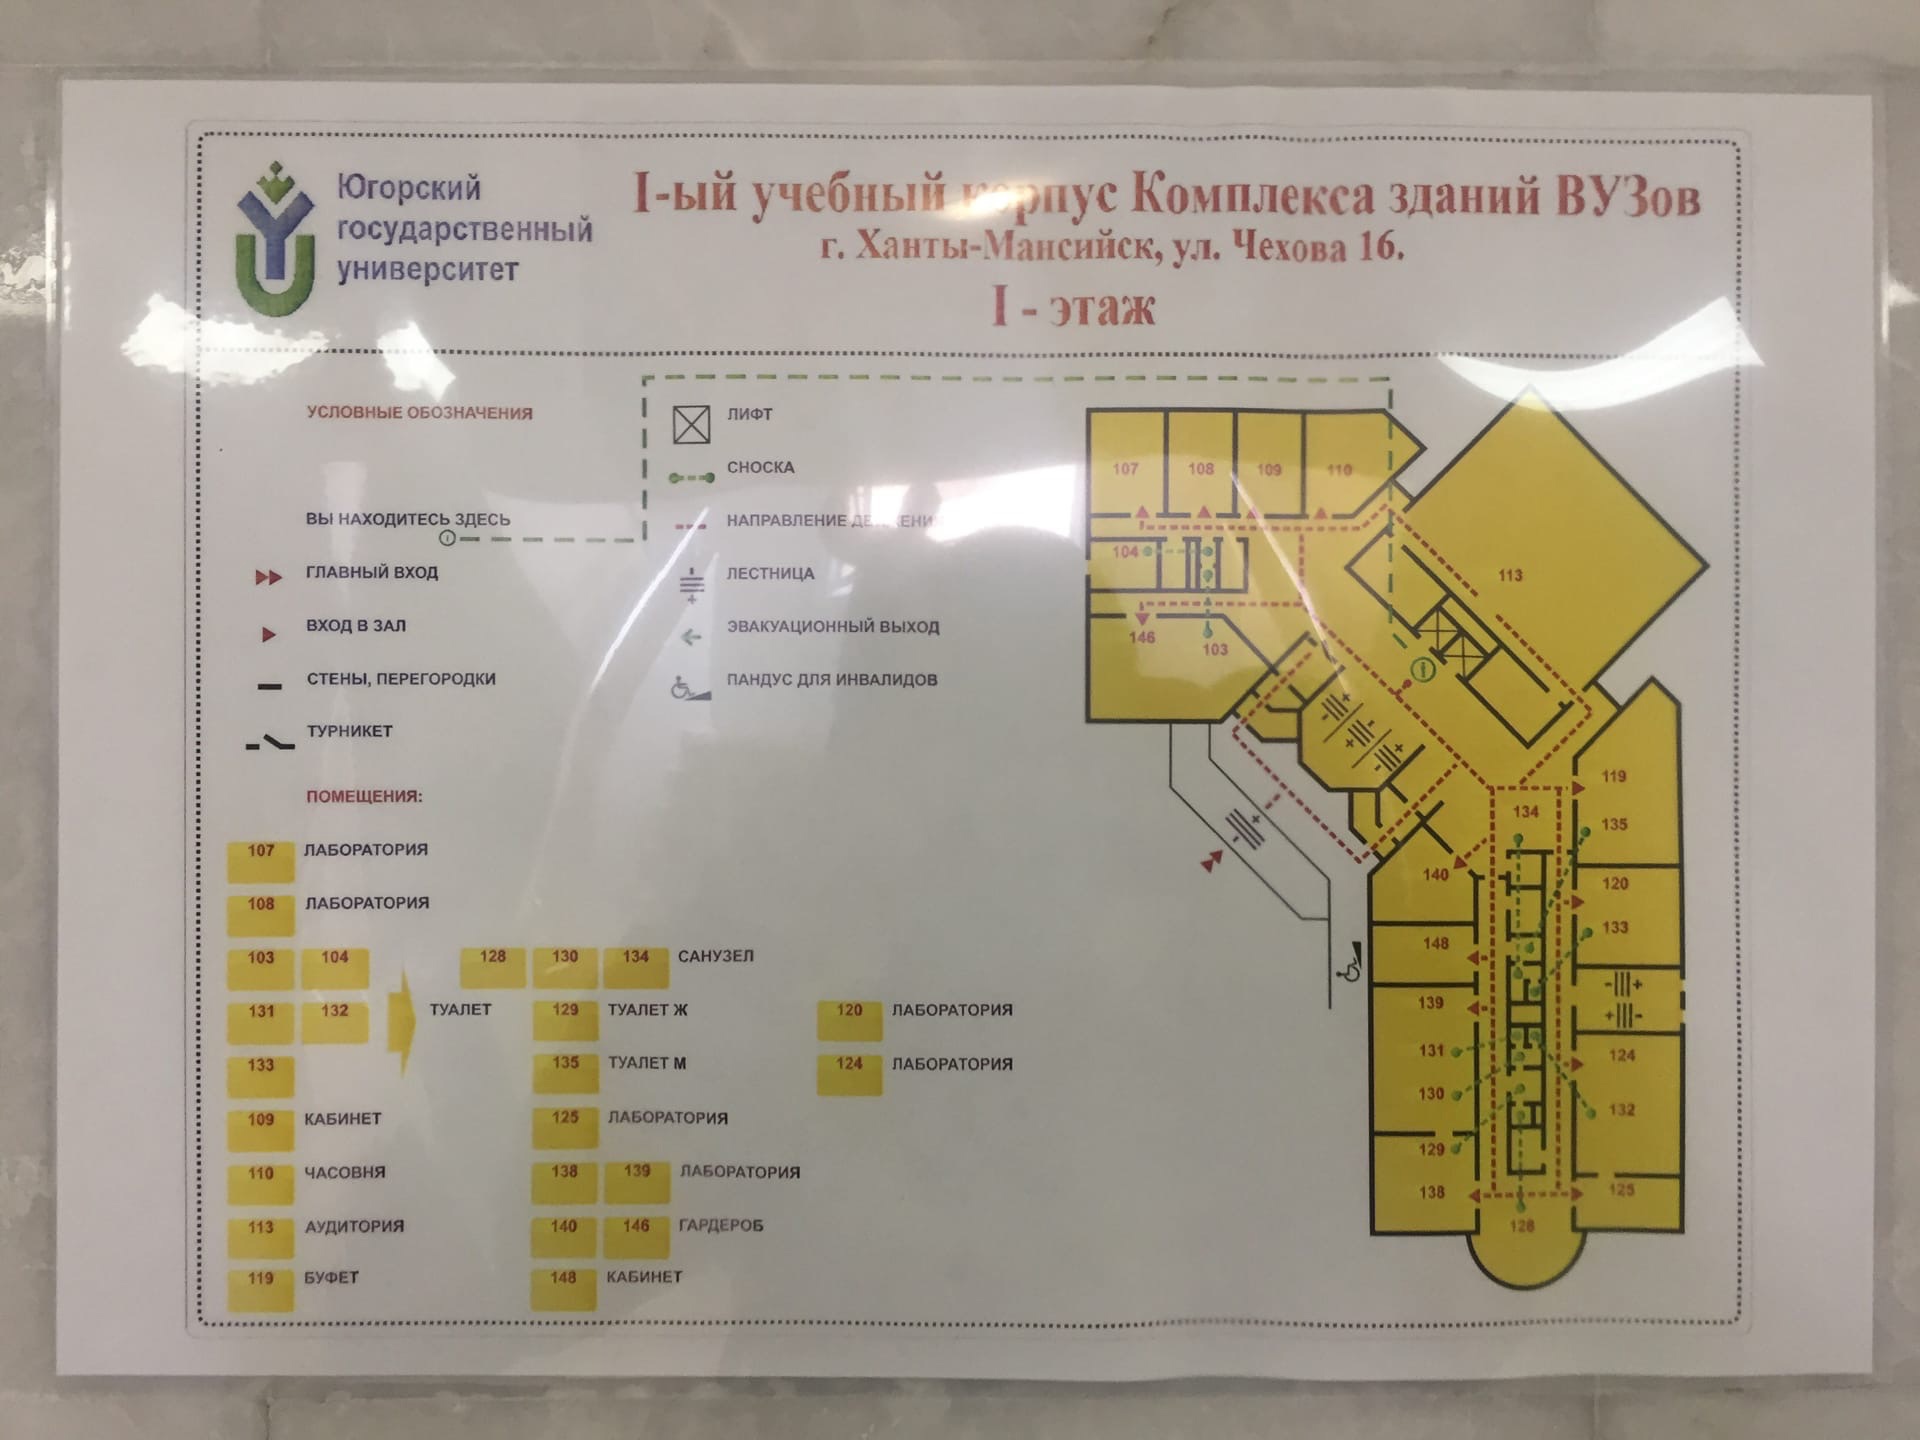 Югорский
государственный
университет
I-ый учебный корпус Комплекса зданий ВУЗов
г. Ханты-Мансийск, ул. Чехова 16.
I - этаж
УСЛОВНЫЕ ОБОЗНАЧЕНИЯ
ВЫ НАХОДИТЕСЬ ЗДЕСЬ
ГЛАВНЫЙ ВХОД
ВХОД В ЗАЛ
СТЕНЫ, ПЕРЕГОРОДКИ
ТУРНИКЕТ
ЛИФТ
СНОСКА
НАПРАВЛЕНИЕ ДВИЖЕНИЯ
ЛЕСТНИЦА
ЭВАКУАЦИОННЫЙ ВЫХОД
ПАНДУС ДЛЯ ИНВАЛИДОВ
ПОМЕЩЕНИЯ:
107 ЛАБОРАТОРИЯ
108 ЛАБОРАТОРИЯ
103 104
131 132 ТУАЛЕТ
133
109 КАБИНЕТ
110 ЧАСОВНЯ
113 АУДИТОРИЯ
119 БУФЕТ
128 130 134 САНУЗЕЛ
129 ТУАЛЕТ Ж
135 ТУАЛЕТ М
125 ЛАБОРАТОРИЯ
138 139 ЛАБОРАТОРИЯ
140 146 ГАРДЕРОБ
148 КАБИНЕТ
120 ЛАБОРАТОРИЯ
124 ЛАБОРАТОРИЯ
107 108 109 110
104
113
146
103
119
134
135
140
120
133
148
139
131
124
130
132
129
138
125
128